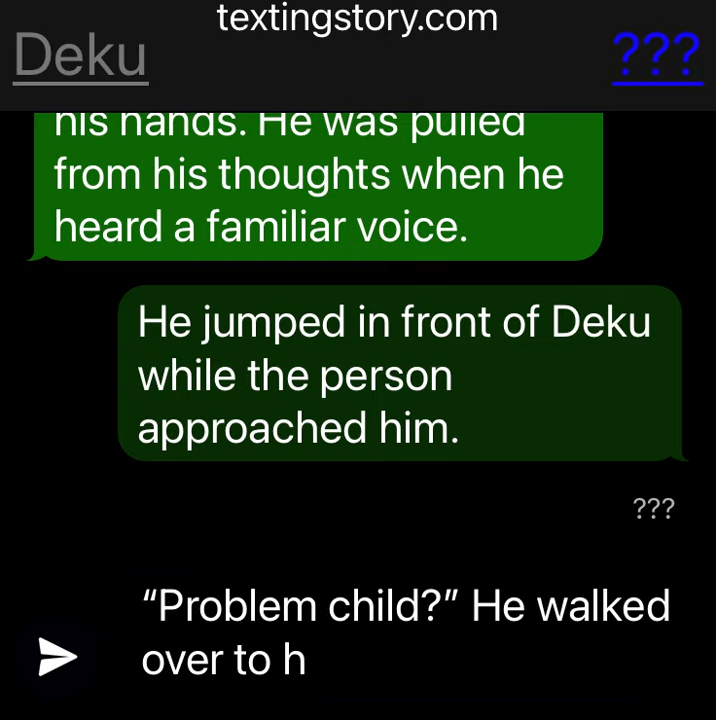 textingstory.com
Deku
???
his hands. He was pulled
from his thoughts when he
heard a familiar voice.
He jumped in front of Deku
while the person
approached him.
???
“Problem child?” He walked
over to h